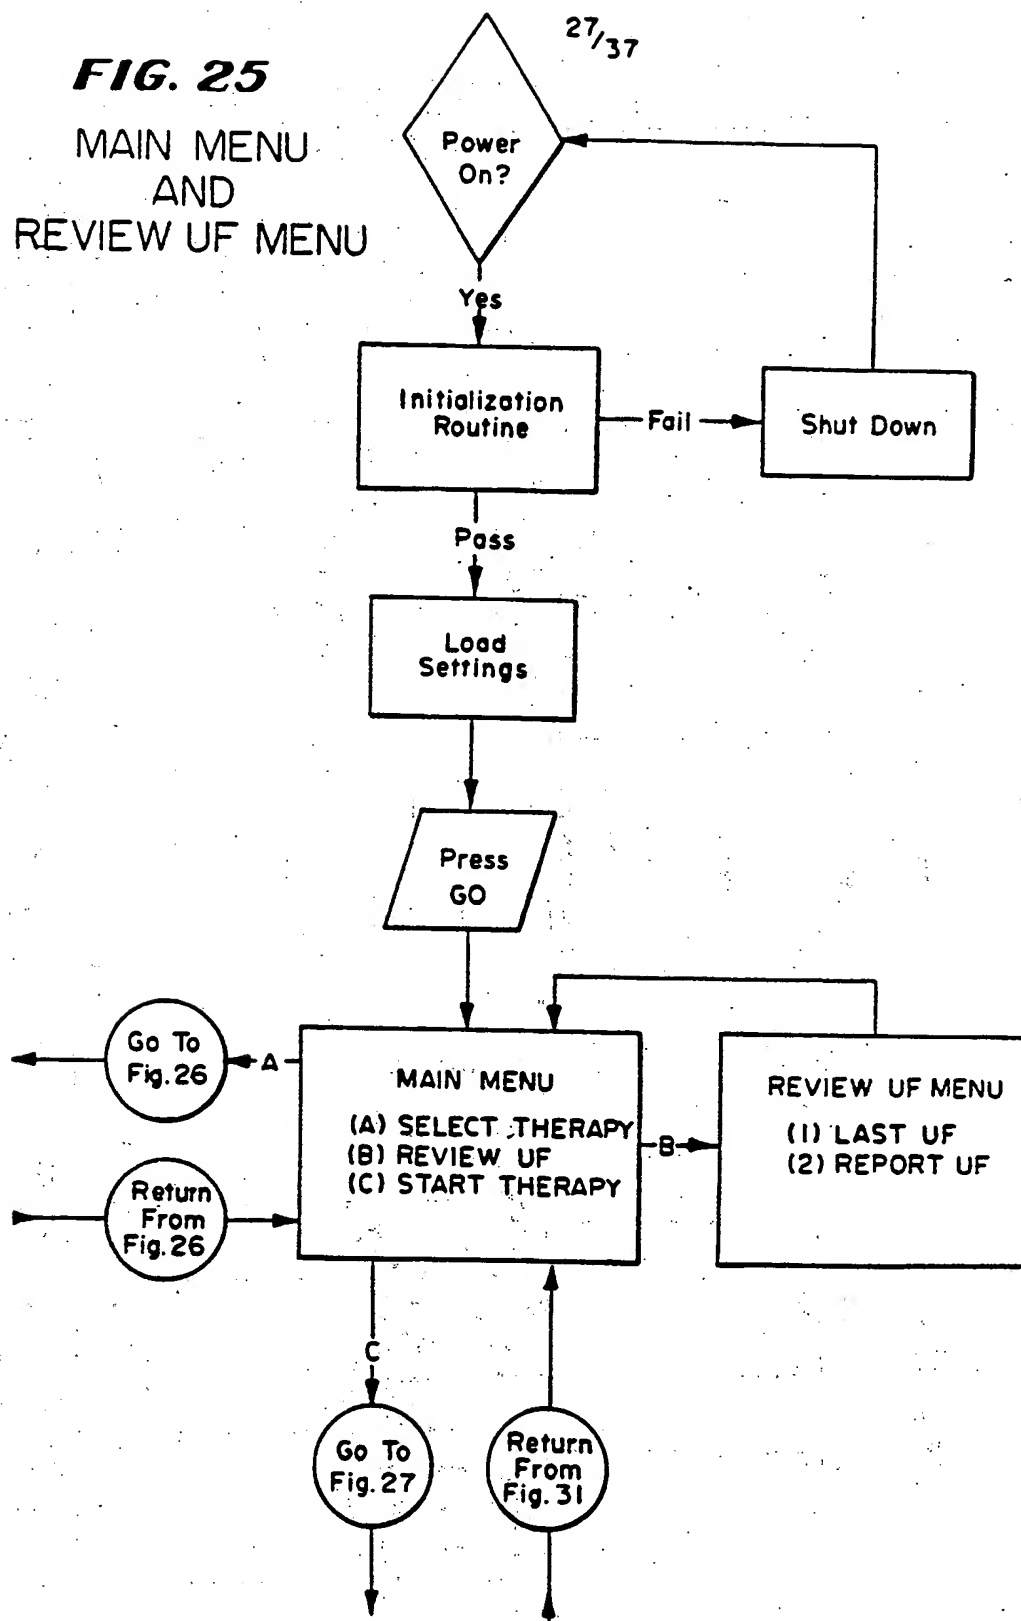 27/37
FIG. 25
MAIN MENU
AND
REVIEW UF MENU
Power
On?
Yes
Initialization
Routine
Fail
Shut Down
Pass
Load
Settings
Press
GO
Go To
Fig. 26
A
MAIN MENU
(A) SELECT THERAPY
(B) REVIEW UF
(C) START THERAPY
B
REVIEW UF MENU
(1) LAST UF
(2) REPORT UF
Return
From
Fig. 26
C
Go To
Fig. 27
Return
From
Fig. 31